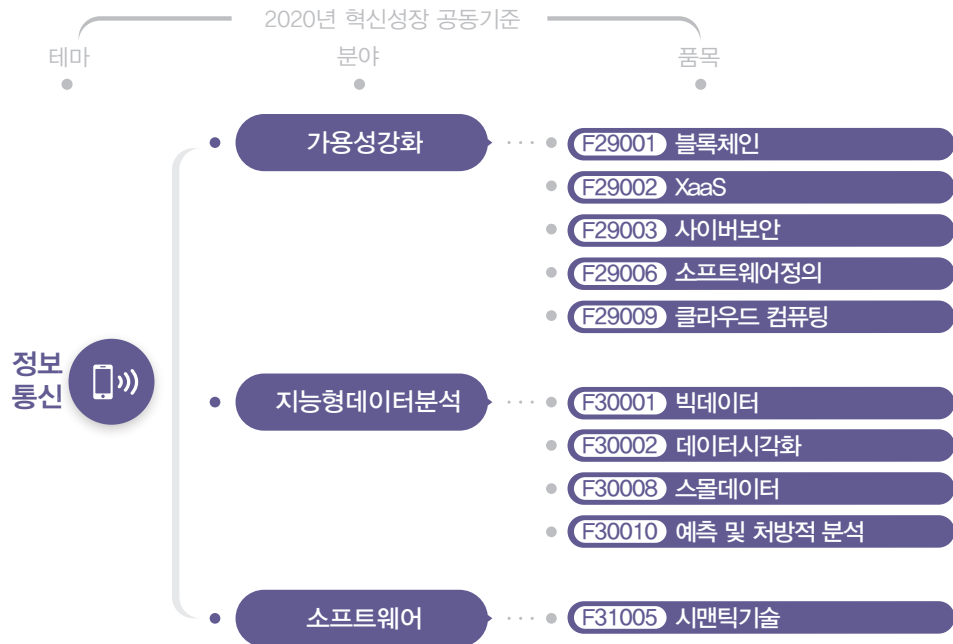 2020년 혁신성장 공동기준
테마 분야 품목
정보
통신
가용성강화
F29001 블록체인
F29002 XaaS
F29003 사이버보안
F29006 소프트웨어정의
F29009 클라우드 컴퓨팅
지능형데이터분석
F30001 빅데이터
F30002 데이터시각화
F30008 스몰데이터
F30010 예측 및 처방적 분석
소프트웨어
F31005 시맨틱기술